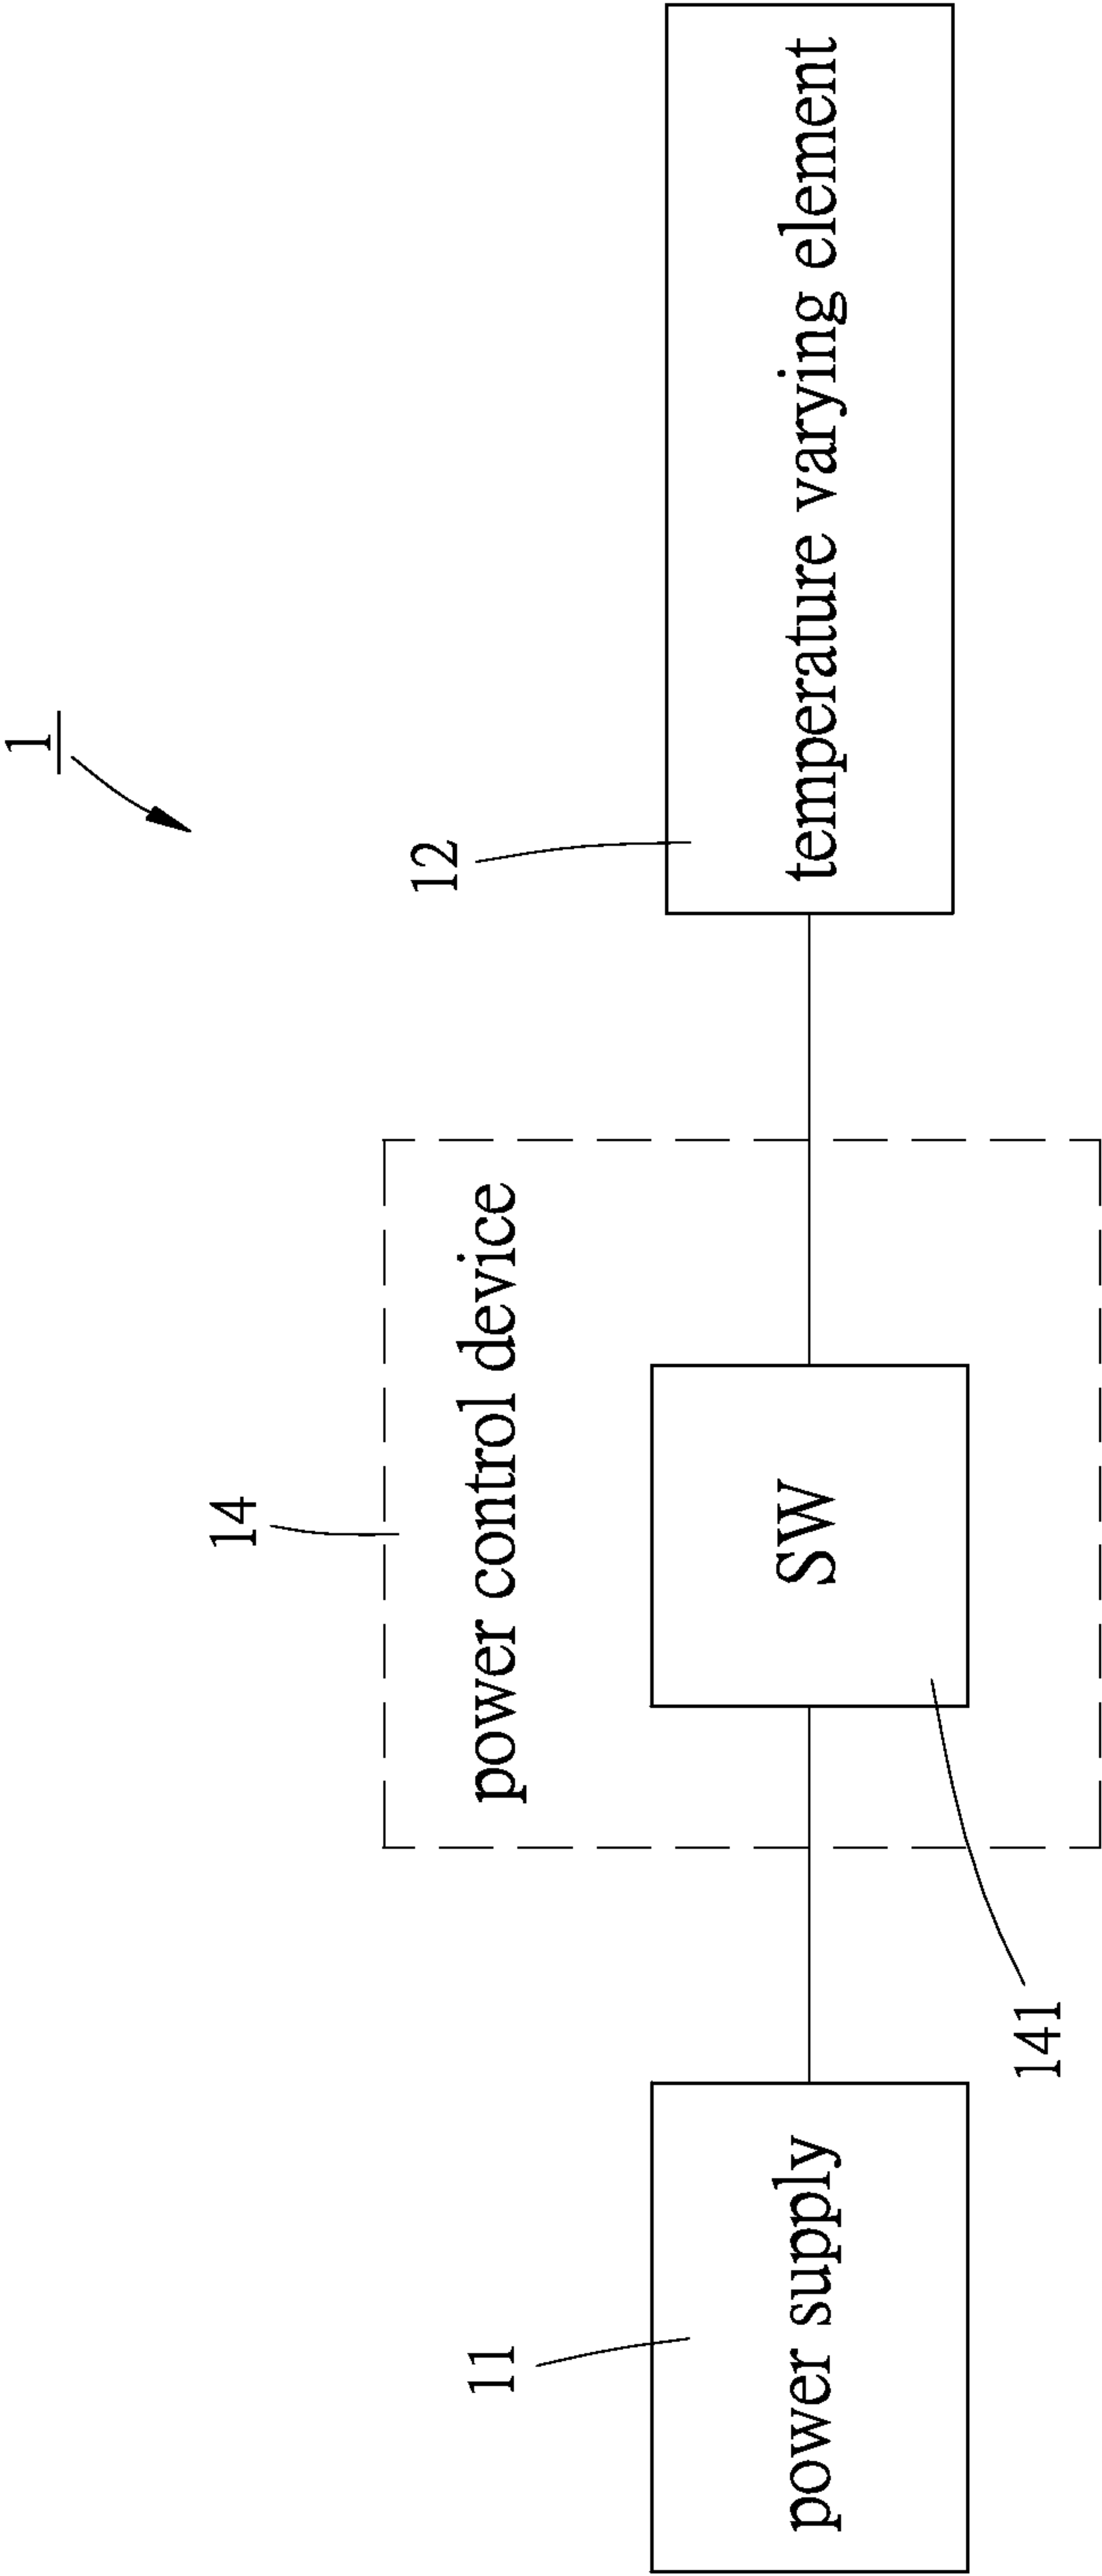 1
14
12
power control device
11
power supply
SW
temperature varying element
141